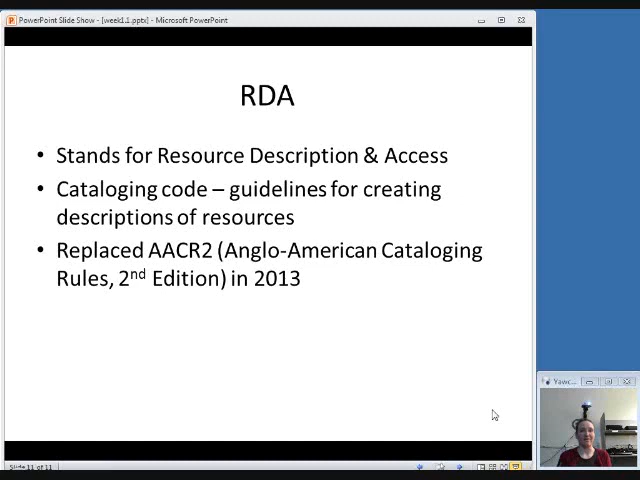 PowerPoint Slide Show - [week1.1.pptx] - Microsoft PowerPoint
RDA
• Stands for Resource Description & Access
• Cataloging code – guidelines for creating
descriptions of resources
• Replaced AACR2 (Anglo-American Cataloging
Rules, 2nd Edition) in 2013
Yawc...
Slide 11 of 11